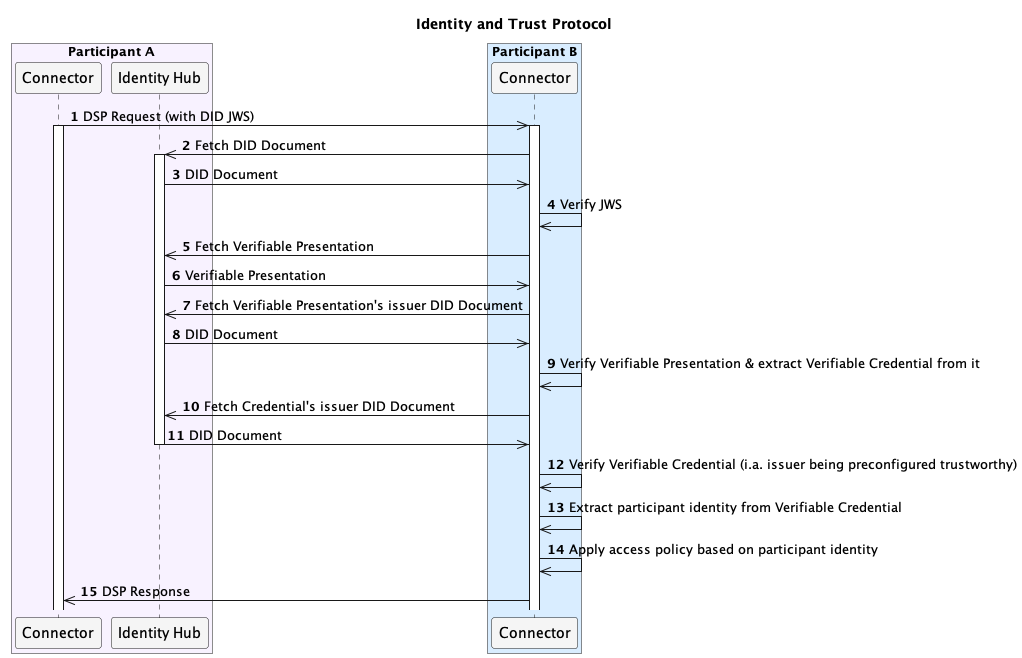 Identity and Trust Protocol
Participant A
Participant B
Connector
Identity Hub
Connector
1 DSP Request (with DID JWS)
2 Fetch DID Document
3 DID Document
4 Verify JWS
5 Fetch Verifiable Presentation
6 Verifiable Presentation
7 Fetch Verifiable Presentation's issuer DID Document
8 DID Document
9 Verify Verifiable Presentation & extract Verifiable Credential from it
10 Fetch Credential's issuer DID Document
11 DID Document
12 Verify Verifiable Credential (i.a. issuer being preconfigured trustworthy)
13 Extract participant identity from Verifiable Credential
14 Apply access policy based on participant identity
15 DSP Response
Connector
Identity Hub
Connector